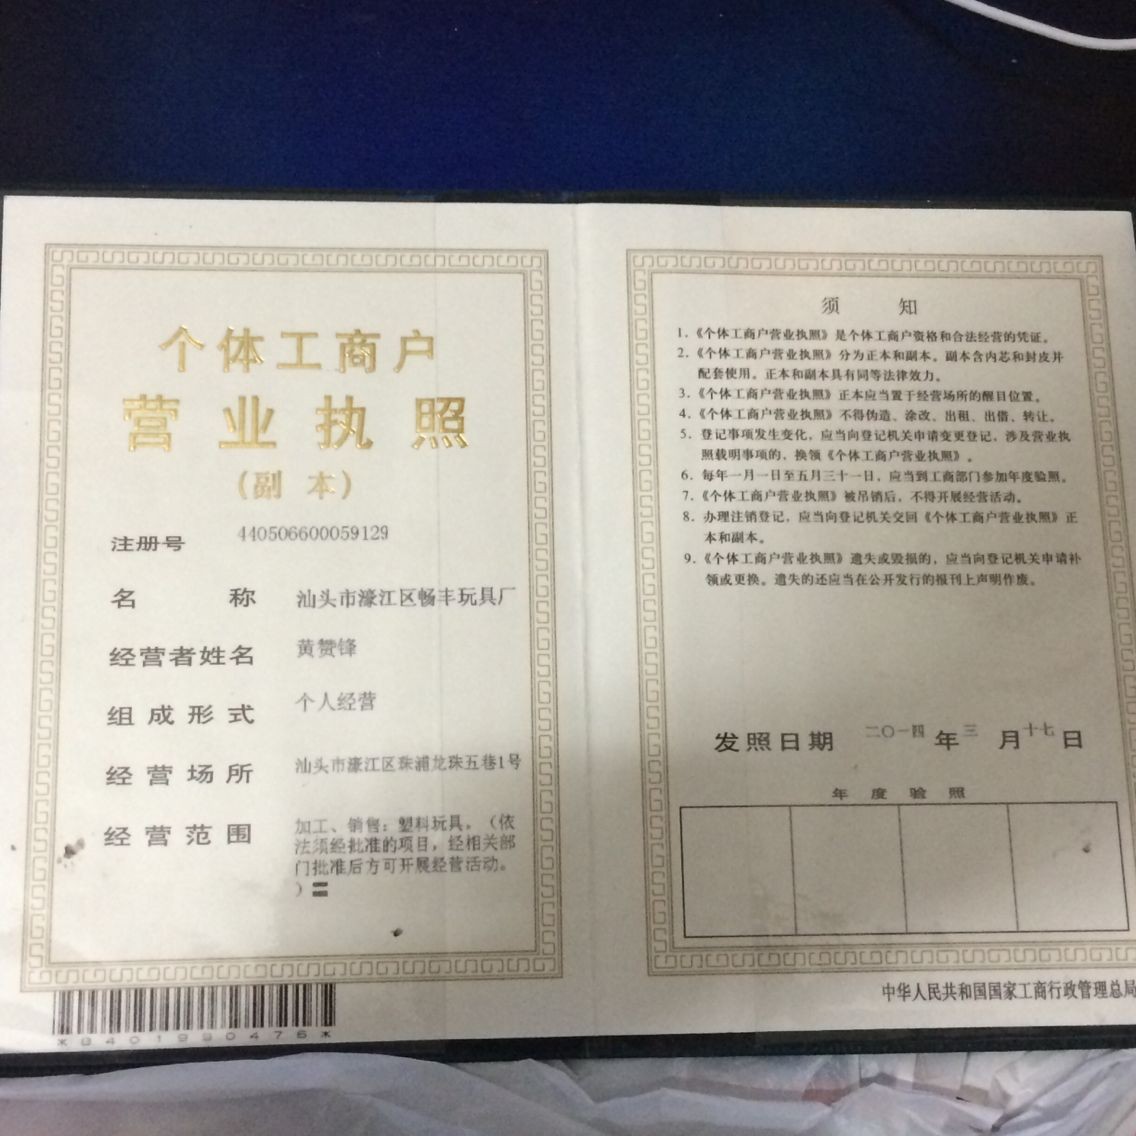 个体工商户
营业执照
（副 本）
注册号 440506600059129
名称 汕头市濠江区畅丰玩具厂
经营者姓名 黄赞锋
组成形式 个人经营
经营场所 汕头市濠江区珠浦龙珠五巷1号
经营范围 加工、销售：塑料玩具。（依
法须经批准的项目，经相关部
门批准后方可开展经营活动。
）〓
*8401990476*
须 知
1.《个体工商户营业执照》是个体工商户资格和合法经营的凭证。
2.《个体工商户营业执照》分为正本和副本。副本含内芯和封皮并
配套使用。正本和副本具有同等法律效力。
3.《个体工商户营业执照》正本应当置于经营场所的醒目位置。
4.《个体工商户营业执照》不得伪造、涂改、出租、出借、转让。
5. 登记事项发生变化，应当向登记机关申请变更登记，涉及营业执
照载明事项的，换领《个体工商户营业执照》。
6. 每年一月一日至五月三十一日，应当到工商部门参加年度验照。
7.《个体工商户营业执照》被吊销后，不得开展经营活动。
8. 办理注销登记，应当向登记机关交回《个体工商户营业执照》正
本和副本。
9.《个体工商户营业执照》遗失或毁损的，应当向登记机关申请补
领或更换。遗失的还应当在公开发行的报刊上声明作废。
发照日期 二〇一四年三月十七日
年 度 验 照
中华人民共和国国家工商行政管理总局